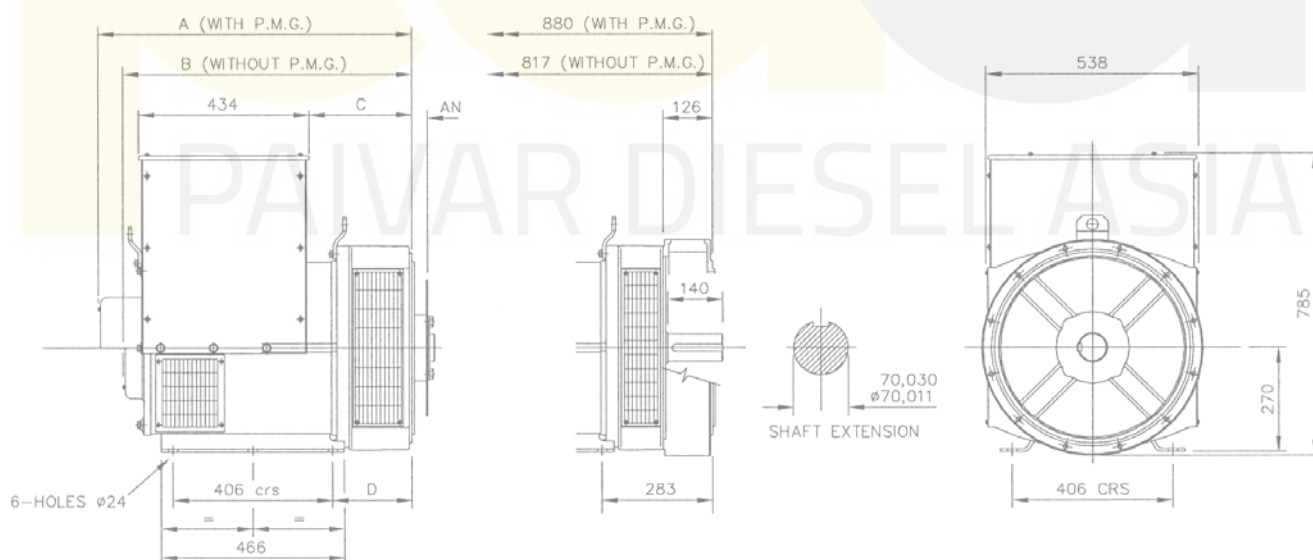 A (WITH P.M.G.)
880 (WITH P.M.G.)
B (WITHOUT P.M.G.)
817 (WITHOUT P.M.G.)
538
434
C
AN
126
PAIVAR DIESEL ASIA
140
785
70,030
ø70,011
270
SHAFT EXTENSION
6-HOLES ø24
406 crs
D
283
406 CRS
=
=
466